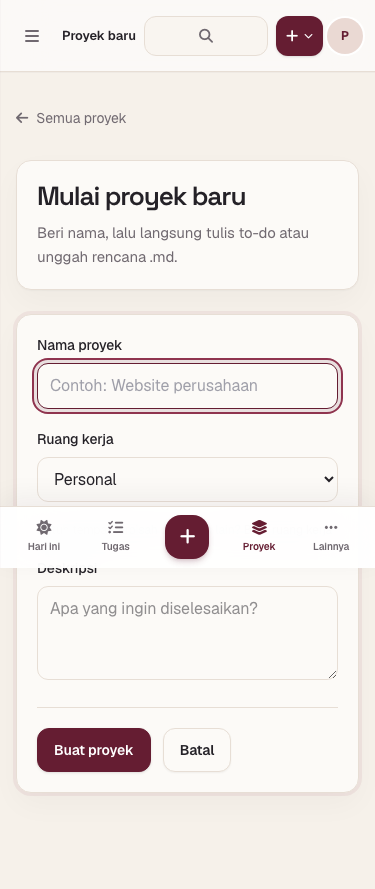 Proyek baru
P
Semua proyek
Mulai proyek baru
Beri nama, lalu langsung tulis to-do atau
unggah rencana .md.
Nama proyek
Contoh: Website perusahaan
Ruang kerja
Personal
Hari ini
Tugas
Proyek
Lainnya
Deskripsi
Apa yang ingin diselesaikan?
Buat proyek
Batal